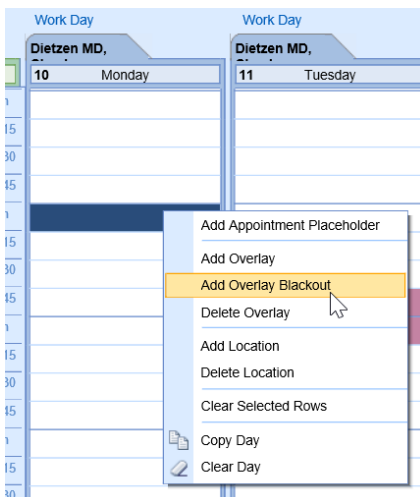 Work Day
Work Day
Dietzen MD,
Dietzen MD,
10 Monday
11 Tuesday
15
30
45
15
30
45
15
30
45
15
30
Add Appointment Placeholder
Add Overlay
Add Overlay Blackout
Delete Overlay
Add Location
Delete Location
Clear Selected Rows
Copy Day
Clear Day